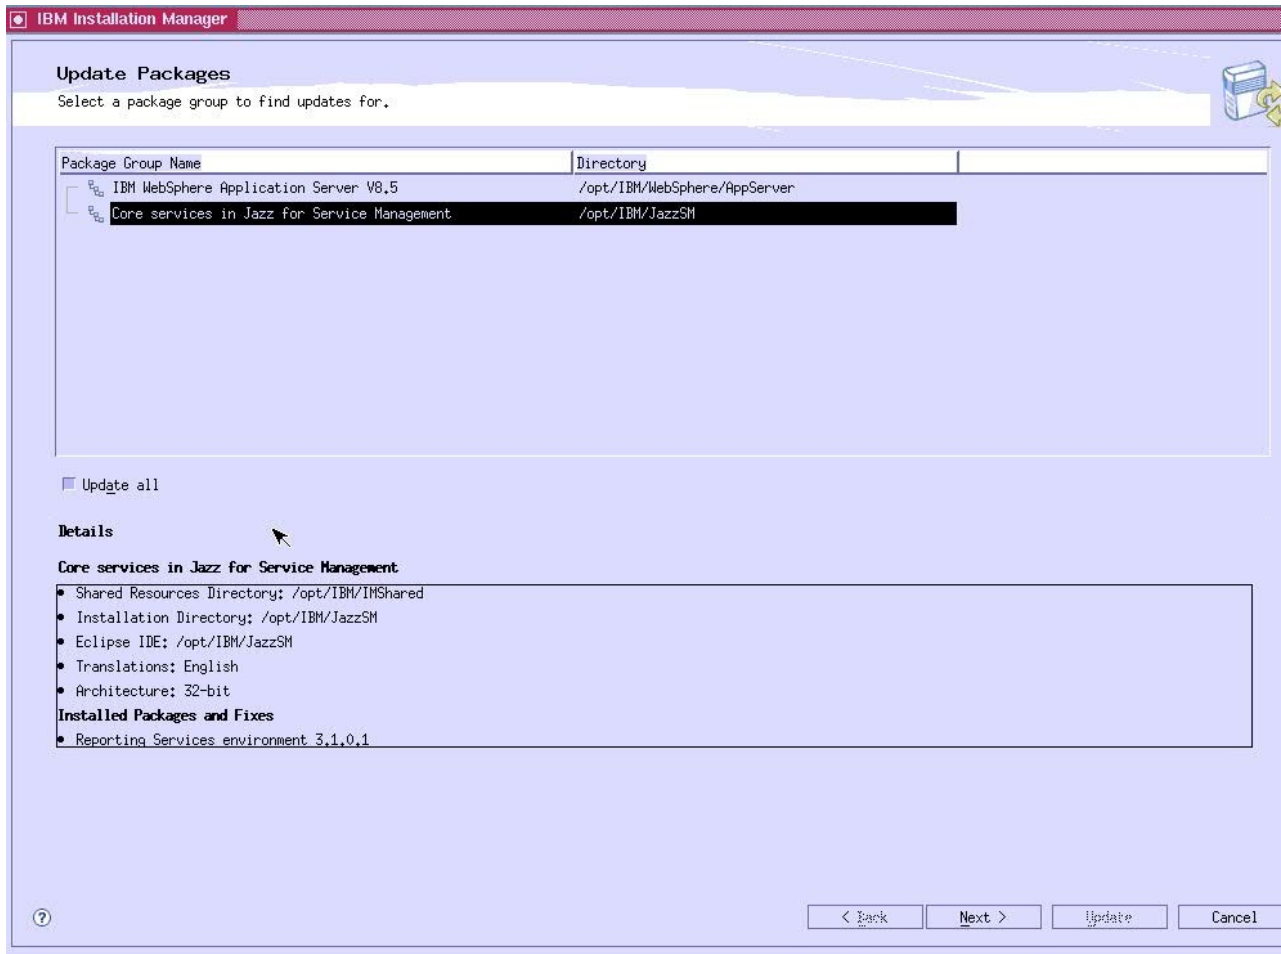 IBM Installation Manager
Update Packages
Select a package group to find updates for.
Package Group Name Directory
IBM WebSphere Application Server V8.5 /opt/IBM/WebSphere/AppServer
Core services in Jazz for Service Management /opt/IBM/JazzSM
Update all
Details
Core services in Jazz for Service Management
• Shared Resources Directory: /opt/IBM/IMShared
• Installation Directory: /opt/IBM/JazzSM
• Eclipse IDE: /opt/IBM/JazzSM
• Translations: English
• Architecture: 32-bit
Installed Packages and Fixes
• Reporting Services environment 3.1.0.1
? < Back Next > Update Cancel